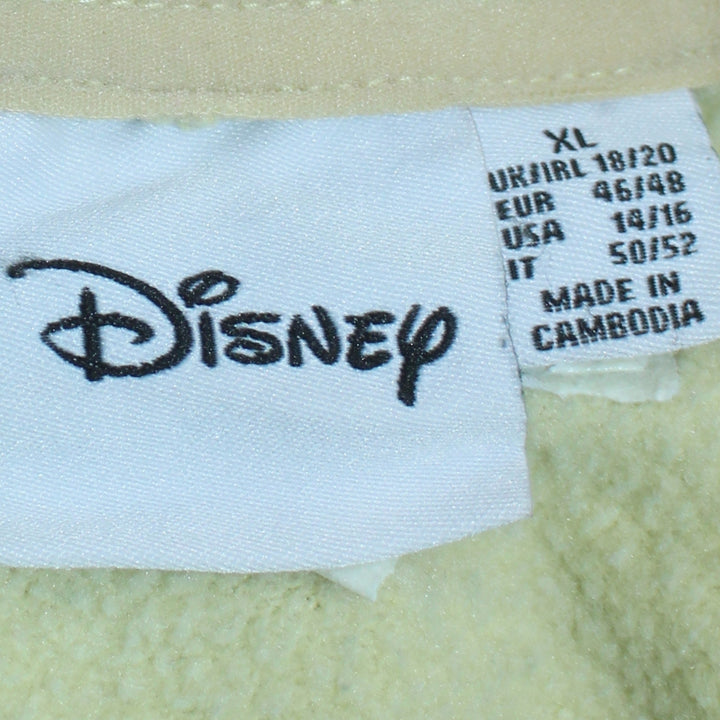 DISNEY
XL
UK/IRL 18/20
EUR 46/48
USA 14/16
IT 50/52
MADE IN
CAMBODIA